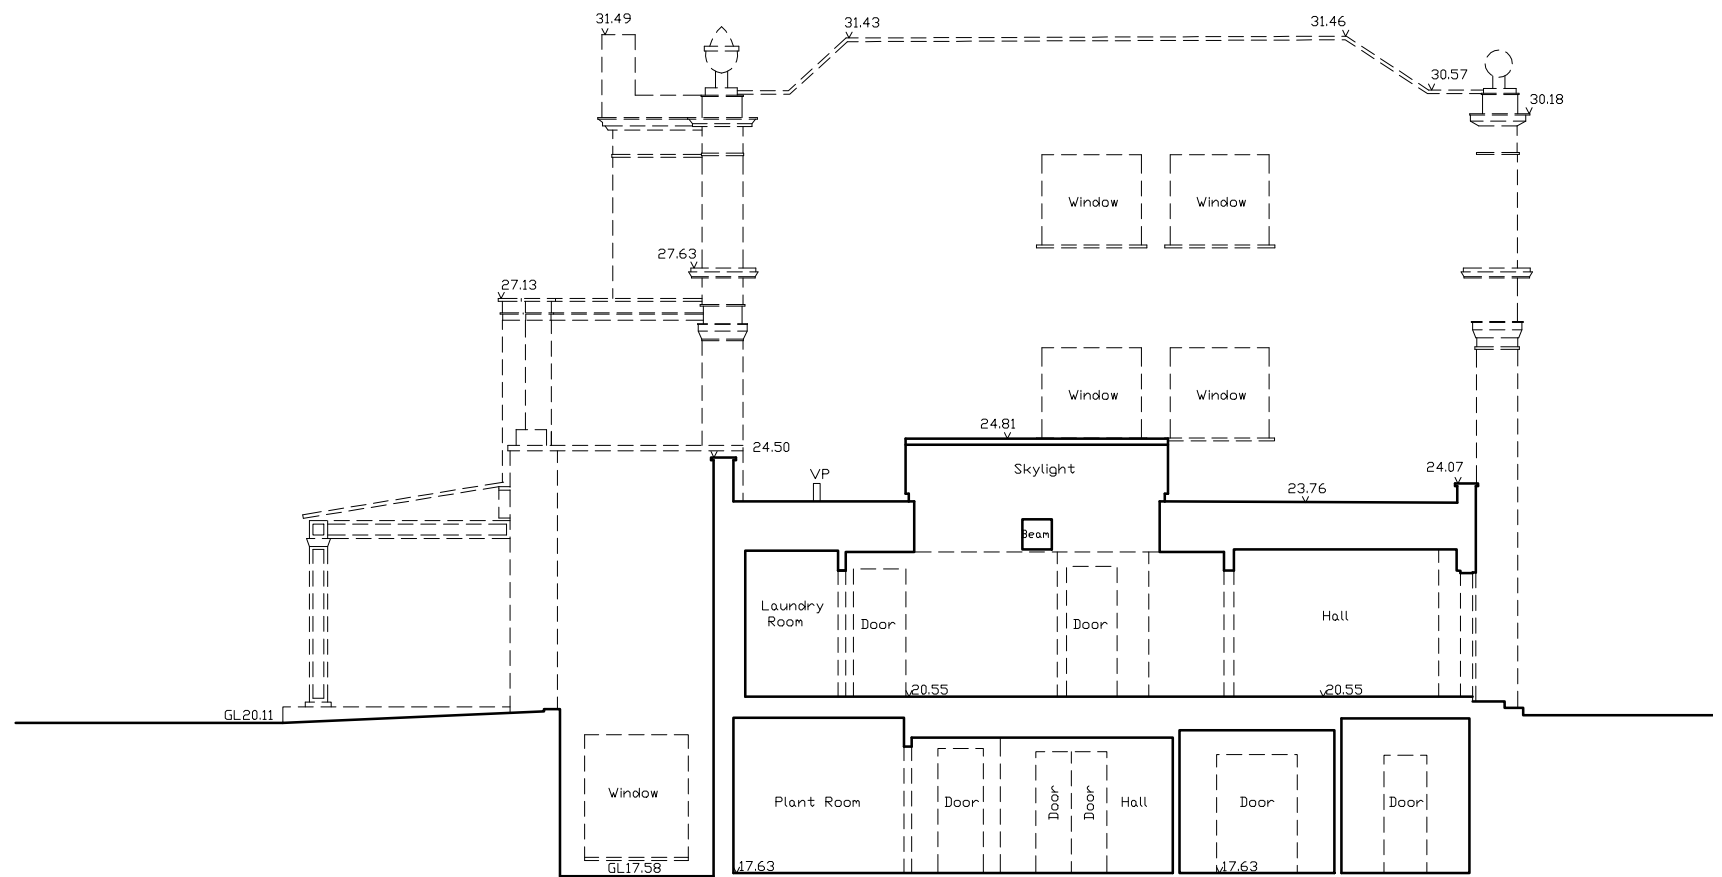 31.49
31.43
31.46
30.57
30.18
Window
Window
27.63
27.13
Window
Window
24.81
24.50
Skylight
24.07
VP
23.76
Beam
Laundry
Room
Door
Door
Hall
20.55
20.55
GL20.11
Window
Plant Room
Door
Door
Door
Hall
Door
Door
GL17.58
17.63
17.63